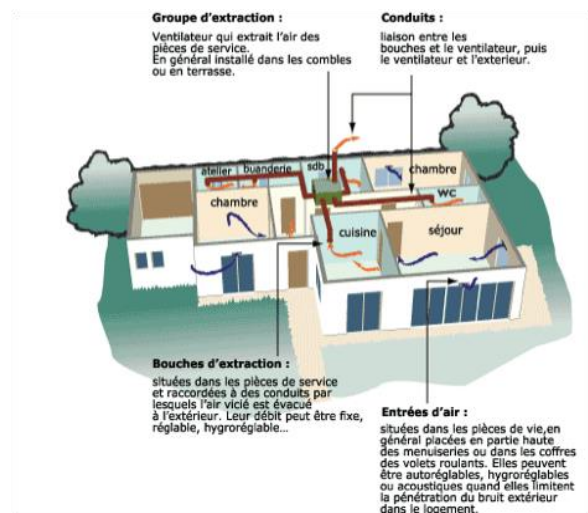 Groupe d'extraction :
Ventilateur qui extrait l'air des
pièces de service.
En général installé dans les combles
ou en terrasse.
Conduits :
liaison entre les
bouches et le ventilateur, puis
le ventilateur et l'exterieur.
atelier
buanderie
sdb
chambre
wc
chambre
cuisine
séjour
Bouches d'extraction :
situées dans les pièces de service
et raccordées à des conduits par
lesquels l'air vicié est évacué
à l'extérieur. Leur débit peut être fixe,
réglable, hygroréglable...
Entrées d'air :
situées dans les pièces de vie,en
général placées en partie haute
des menuiseries ou dans les coffres
des volets roulants. Elles peuvent
être autoréglables, hygroréglables
ou acoustiques quand elles limitent
la pénétration du bruit extérieur
dans le logement.